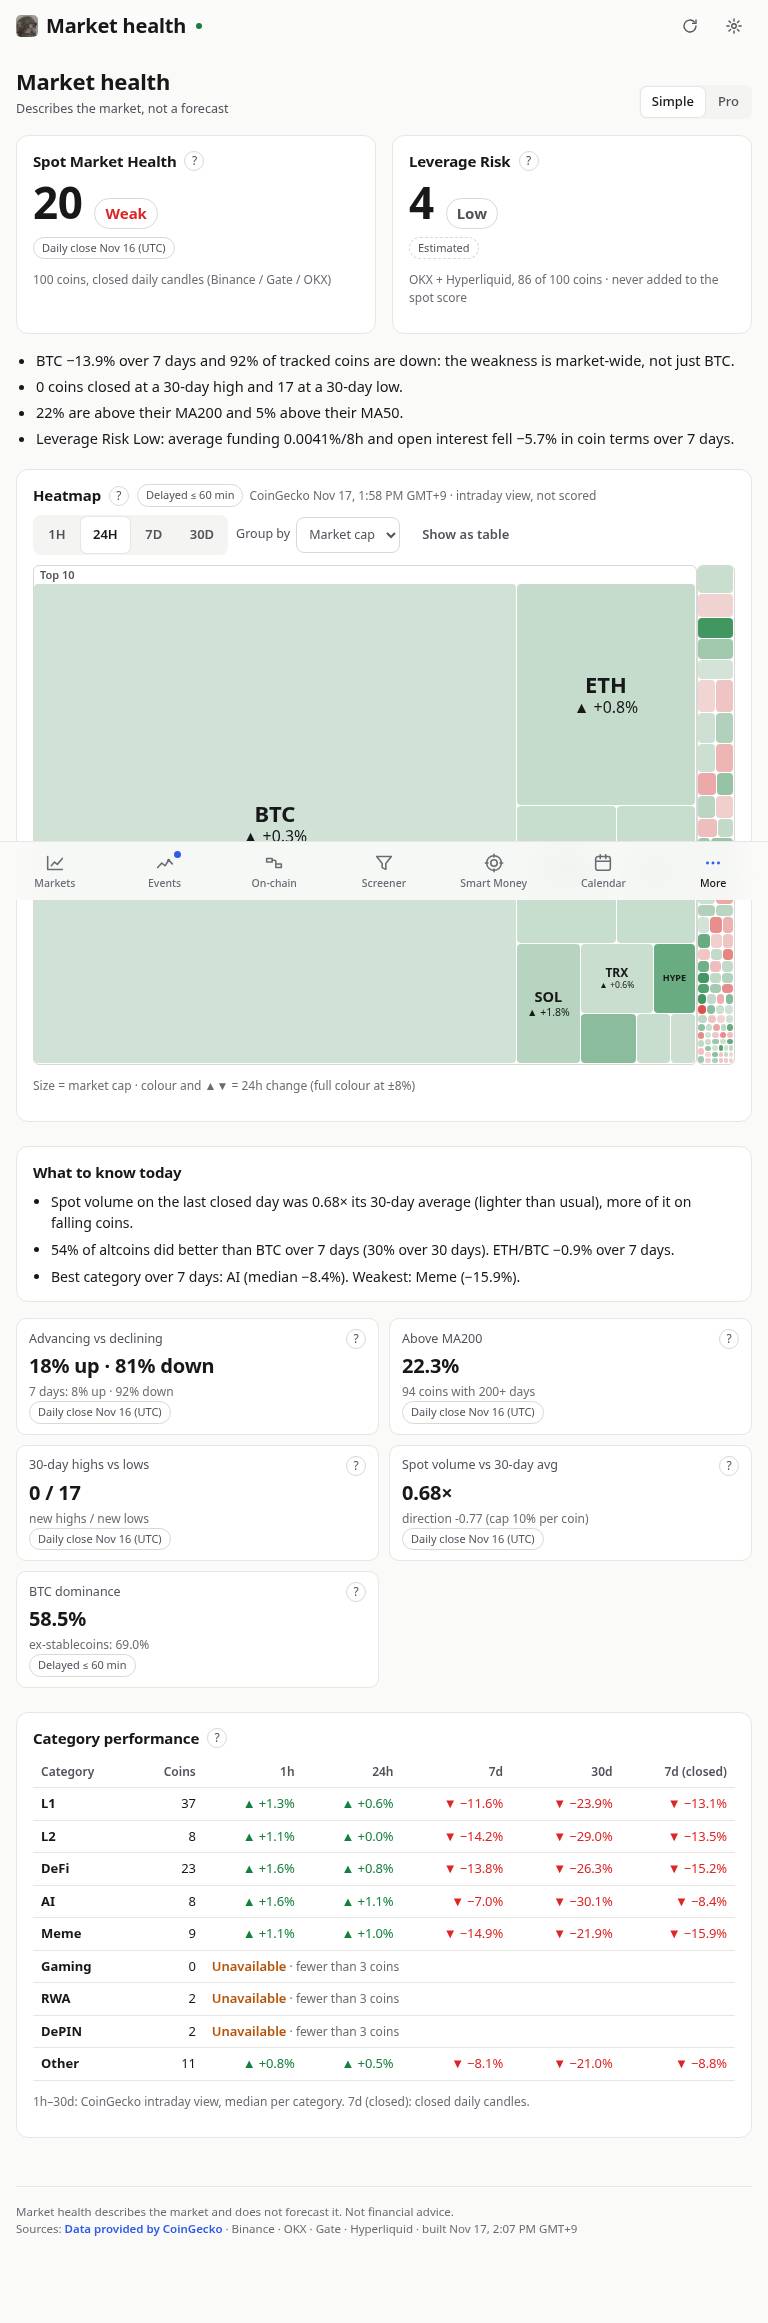 Market health
Market health
Describes the market, not a forecast
Simple
Pro
Spot Market Health ?
20 Weak
Daily close Nov 16 (UTC)
100 coins, closed daily candles (Binance / Gate / OKX)
Leverage Risk ?
4 Low
Estimated
OKX + Hyperliquid, 86 of 100 coins · never added to the
spot score
• BTC −13.9% over 7 days and 92% of tracked coins are down: the weakness is market-wide, not just BTC.
• 0 coins closed at a 30-day high and 17 at a 30-day low.
• 22% are above their MA200 and 5% above their MA50.
• Leverage Risk Low: average funding 0.0041%/8h and open interest fell −5.7% in coin terms over 7 days.
Heatmap ? Delayed ≤ 60 min CoinGecko Nov 17, 1:58 PM GMT+9 · intraday view, not scored
1H 24H 7D 30D Group by Market cap Show as table
Top 10
ETH
▲ +0.8%
BTC
▲ +0.3%
Markets Events On-chain Screener Smart Money Calendar More
SOL
▲ +1.8%
TRX
▲ +0.6%
HYPE
Size = market cap · colour and ▲▼ = 24h change (full colour at ±8%)
What to know today
• Spot volume on the last closed day was 0.68× its 30-day average (lighter than usual), more of it on
falling coins.
• 54% of altcoins did better than BTC over 7 days (30% over 30 days). ETH/BTC −0.9% over 7 days.
• Best category over 7 days: AI (median −8.4%). Weakest: Meme (−15.9%).
Advancing vs declining ?
18% up · 81% down
7 days: 8% up · 92% down
Daily close Nov 16 (UTC)
Above MA200 ?
22.3%
94 coins with 200+ days
Daily close Nov 16 (UTC)
30-day highs vs lows ?
0 / 17
new highs / new lows
Daily close Nov 16 (UTC)
Spot volume vs 30-day avg ?
0.68×
direction -0.77 (cap 10% per coin)
Daily close Nov 16 (UTC)
BTC dominance ?
58.5%
ex-stablecoins: 69.0%
Delayed ≤ 60 min
Category performance ?
Category Coins 1h 24h 7d 30d 7d (closed)
L1 37 ▲ +1.3% ▲ +0.6% ▼ −11.6% ▼ −23.9% ▼ −13.1%
L2 8 ▲ +1.1% ▲ +0.0% ▼ −14.2% ▼ −29.0% ▼ −13.5%
DeFi 23 ▲ +1.6% ▲ +0.8% ▼ −13.8% ▼ −26.3% ▼ −15.2%
AI 8 ▲ +1.6% ▲ +1.1% ▼ −7.0% ▼ −30.1% ▼ −8.4%
Meme 9 ▲ +1.1% ▲ +1.0% ▼ −14.9% ▼ −21.9% ▼ −15.9%
Gaming 0 Unavailable · fewer than 3 coins
RWA 2 Unavailable · fewer than 3 coins
DePIN 2 Unavailable · fewer than 3 coins
Other 11 ▲ +0.8% ▲ +0.5% ▼ −8.1% ▼ −21.0% ▼ −8.8%
1h–30d: CoinGecko intraday view, median per category. 7d (closed): closed daily candles.
Market health describes the market and does not forecast it. Not financial advice.
Sources: Data provided by CoinGecko · Binance · OKX · Gate · Hyperliquid · built Nov 17, 2:07 PM GMT+9